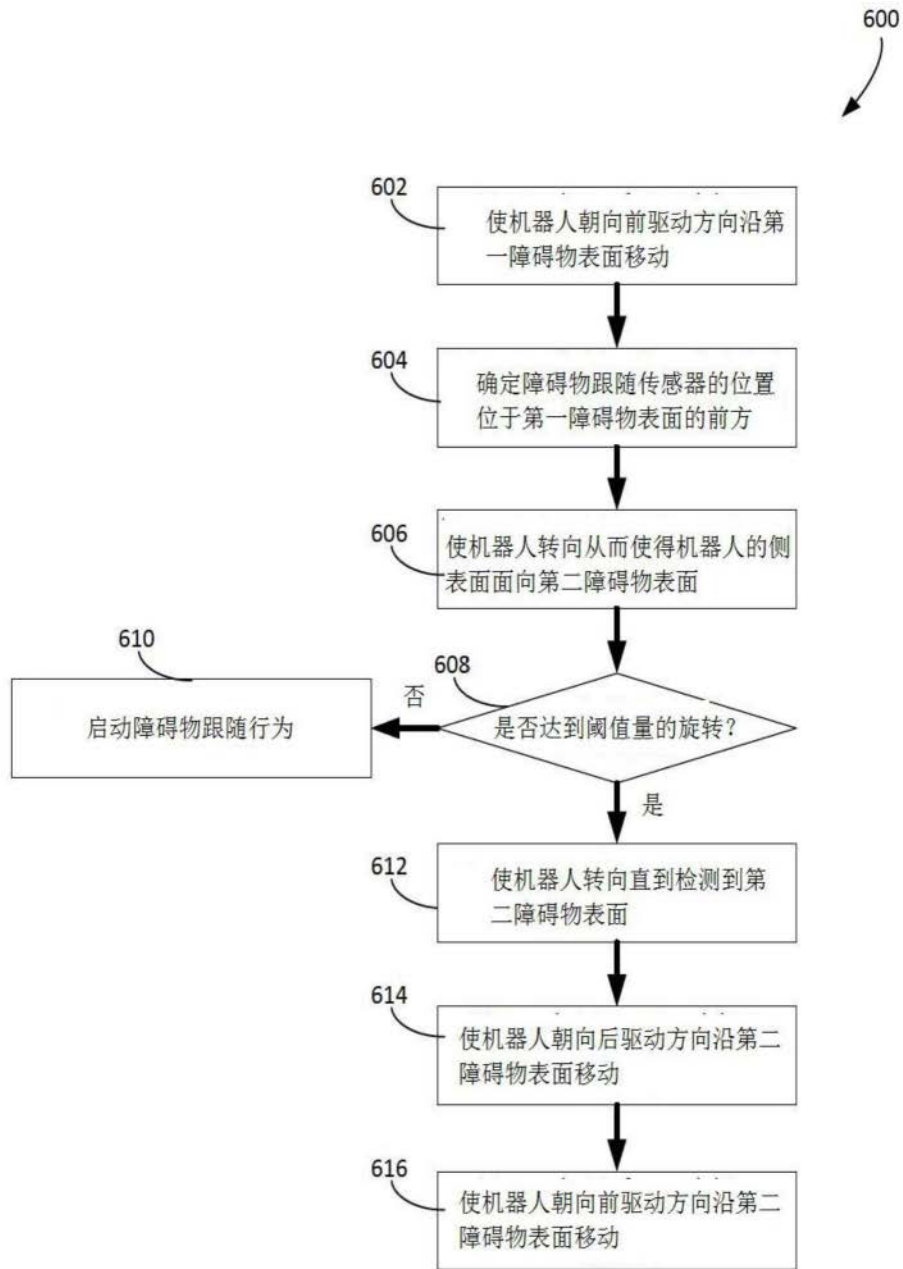 600
602
使机器人朝向前驱动方向沿第
一障碍物表面移动
604
确定障碍物跟随传感器的位置
位于第一障碍物表面的前方
606
使机器人转向从而使得机器人的侧
表面面向第二障碍物表面
610
启动障碍物跟随行为
否
608
是否达到阈值量的旋转？
是
612
使机器人转向直到检测到第
二障碍物表面
614
使机器人朝向后驱动方向沿第二
障碍物表面移动
616
使机器人朝向前驱动方向沿第二
障碍物表面移动